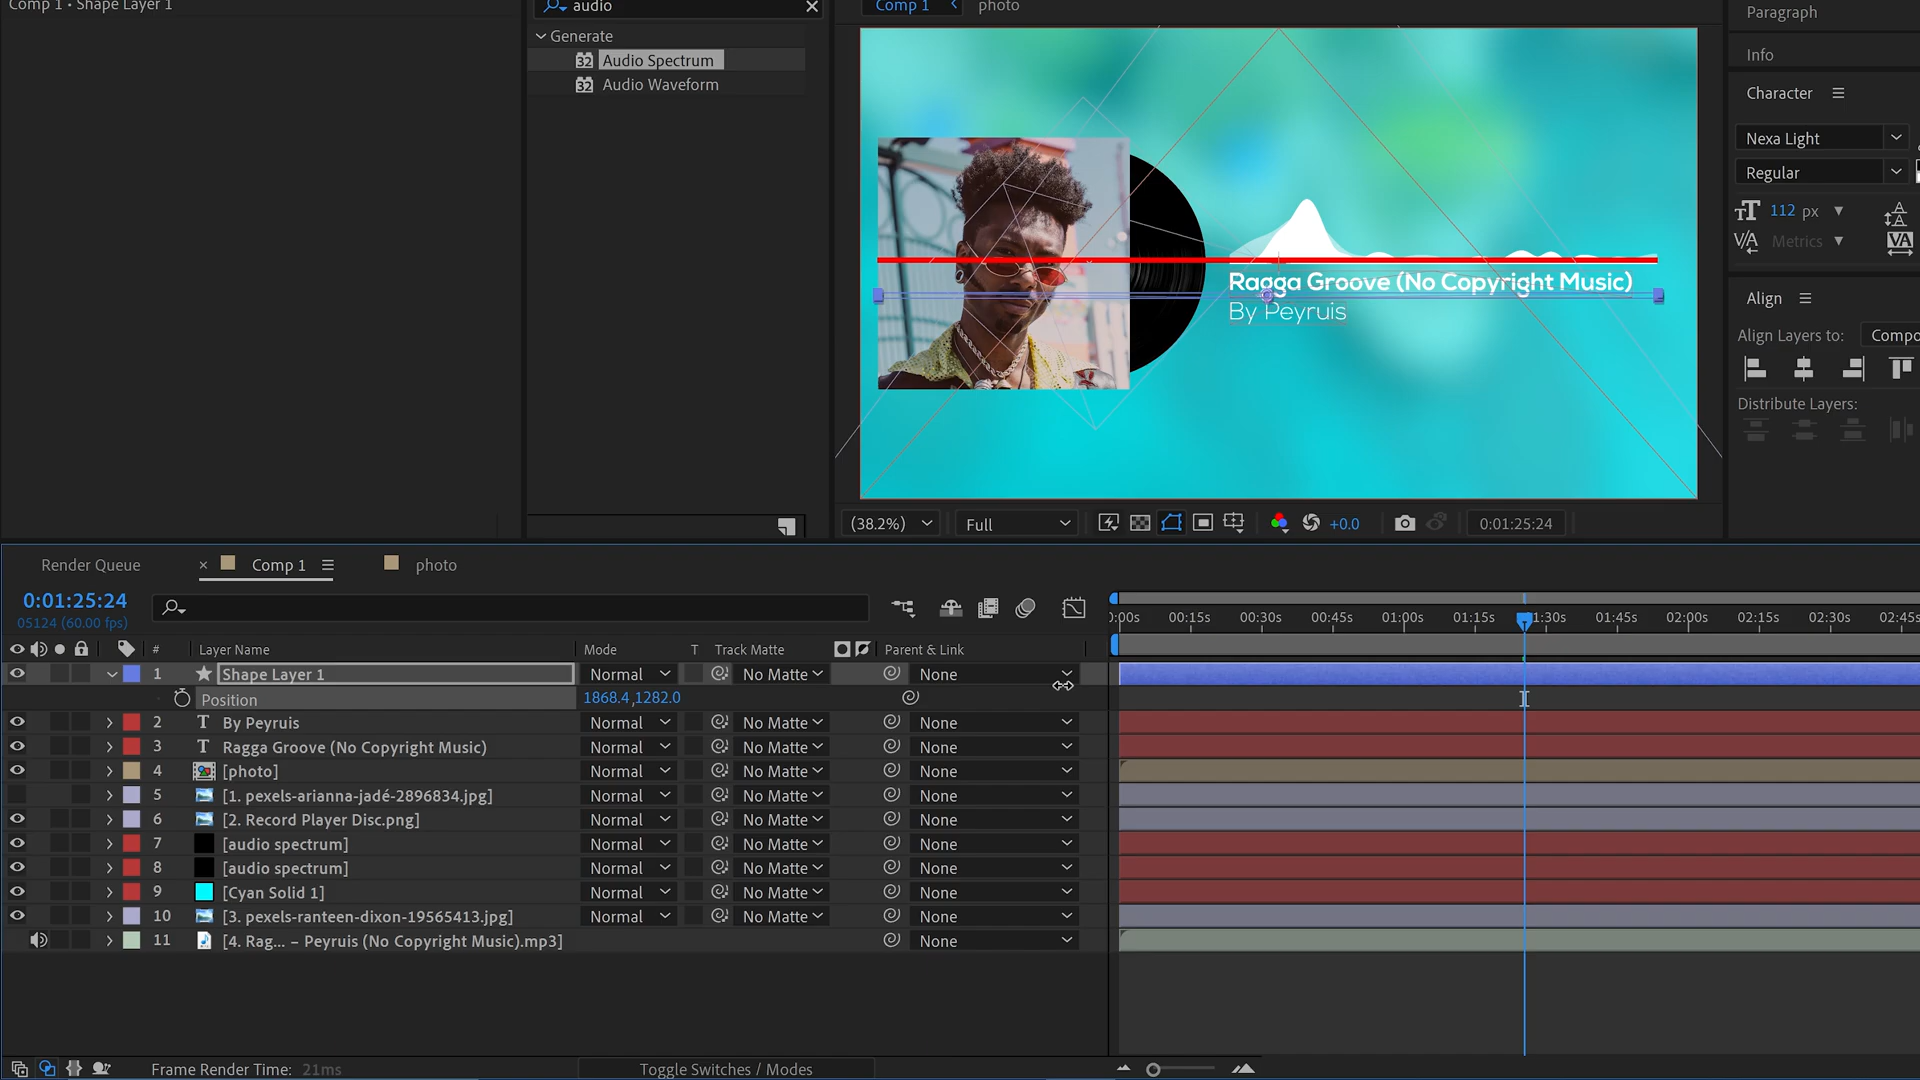 Comp 1 • Shape Layer 1
audio
Generate
32 Audio Spectrum
32 Audio Waveform
Comp 1
photo
Ragga Groove (No Copyright Music)
By Peyruis
(38.2%)
Full
+0.0
0:01:25:24
Paragraph
Info
Character
Nexa Light
Regular
112 px
Metrics
Align
Align Layers to: Compo
Distribute Layers:
Render Queue
Comp 1
photo
0:01:25:24
05124 (60.00 fps)
):00s 00:15s 00:30s 00:45s 01:00s 01:15s 01:30s 01:45s 02:00s 02:15s 02:30s 02:45s
# Layer Name Mode T Track Matte Parent & Link
1 Shape Layer 1 Normal No Matte None
Position 1868.4,1282.0
2 T By Peyruis Normal No Matte None
3 T Ragga Groove (No Copyright Music) Normal No Matte None
4 [photo] Normal No Matte None
5 [1. pexels-arianna-jadé-2896834.jpg] Normal No Matte None
6 [2. Record Player Disc.png] Normal No Matte None
7 [audio spectrum] Normal No Matte None
8 [audio spectrum] Normal No Matte None
9 [Cyan Solid 1] Normal No Matte None
10 [3. pexels-ranteen-dixon-19565413.jpg] Normal No Matte None
11 [4. Rag... – Peyruis (No Copyright Music).mp3] None
Frame Render Time: 21ms
Toggle Switches / Modes